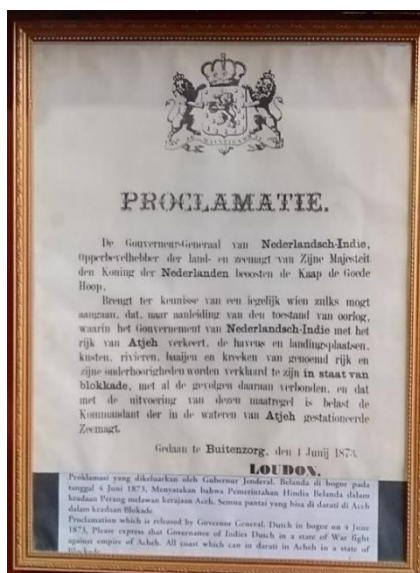 PROCLAMATIE.
De Gouverneur-Generaal van Nederlandsch-Indie,
Opperbevelhebber der land- en zeemagt van Zijne Majesteit
den Koning der Nederlanden beoosten de Kaap de Goede
Hoop,
Brengt ter kennisse van een iegelijk wien zulks mogt
aangaan, dat, naar aanleiding van den toestand van oorlog,
waarin het Gouvernement van Nederlandsch-Indie met het
rijk van Atjeh verkeert, de havens en landingsplaatsen,
kusten, rivieren, baaijen en kreeken van genoemd rijk en
zijne onderhoorigheden worden verklaard te zijn in staat van
blokkade, met al de gevolgen daaraan verbonden, en dat
met de uitvoering van dezen maatregel is belast de
Kommandant der in de wateren van Atjeh gestationeerde
Zeemagt.
Gedaan te Buitenzorg, den 4 Junij 1873.
LOUDON.
Proklamasi yang dikeluarkan oleh Gubernur Jenderal. Belanda di bogor pada
tanggal 4 Juni 1873, Menyatakan bahwa Pemerintahan Hindia Belanda dalam
keadaan Perang melawan kerajaan Aceh. Semua pantai yang bisa di darati di Aceh
dalam keadaan Blokade
Proclamation which is released by Governor General. Dutch in bogor on 4 June
1873, Please express that Governance of Indies Dutch in a state of War fight
against empire of Acheh. All coast which can in darati in Acheh in a state of